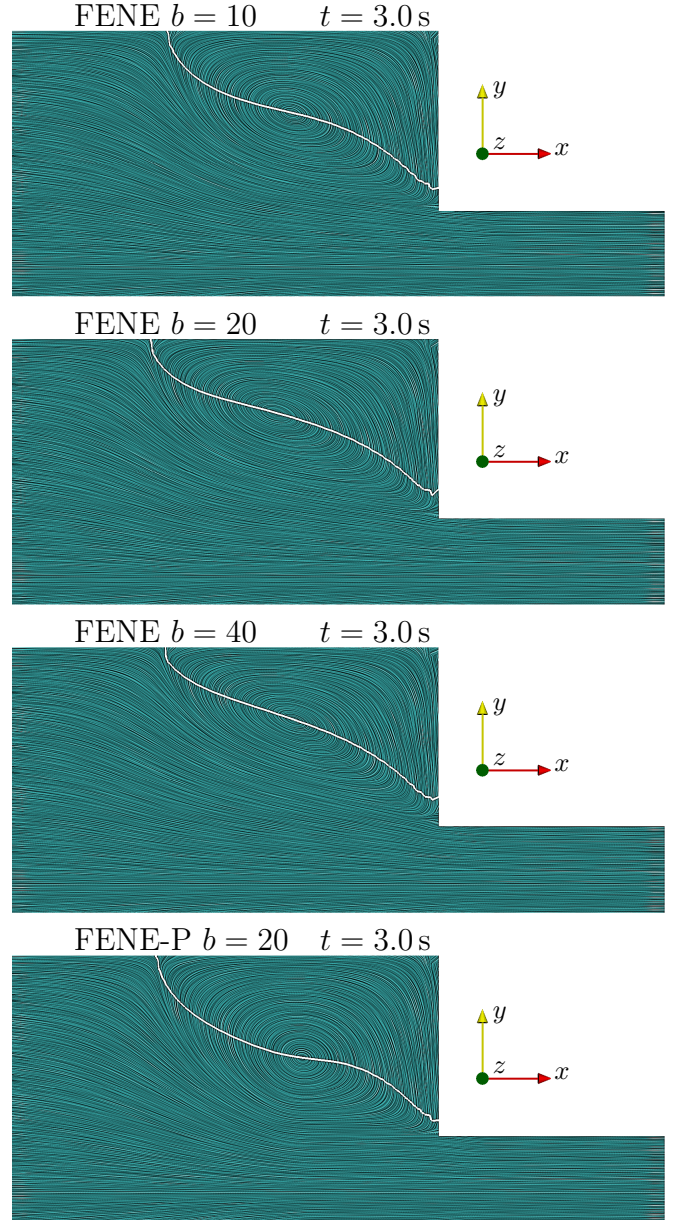 FENE b = 10 t = 3.0 s
y
z
x
FENE b = 20 t = 3.0 s
y
z
x
FENE b = 40 t = 3.0 s
y
z
x
FENE-P b = 20 t = 3.0 s
y
z
x